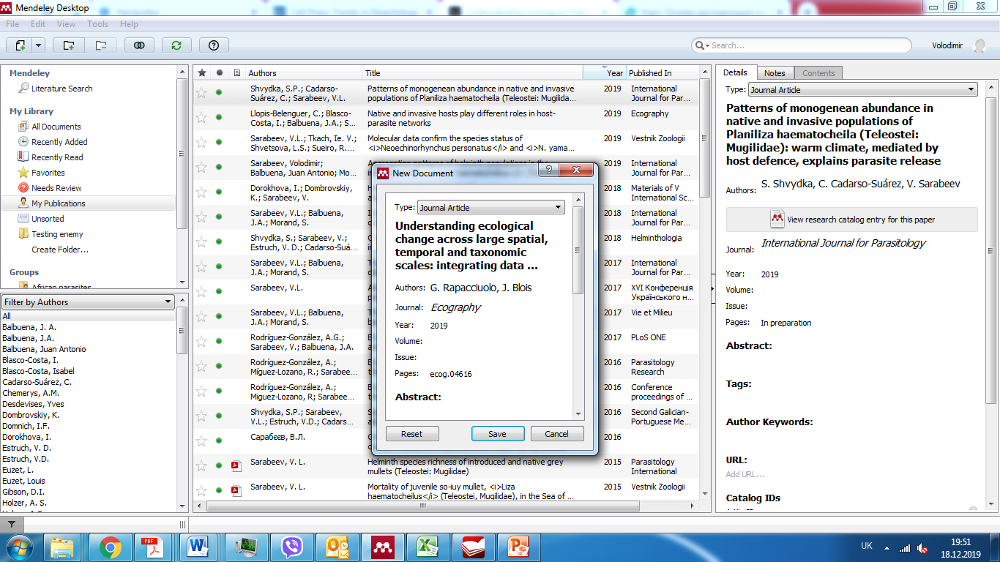 Mendeley Desktop
File Edit View Tools Help
Search...
Volodimir
Mendeley
Literature Search
My Library
All Documents
Recently Added
Recently Read
Favorites
Needs Review
My Publications
Unsorted
Testing enemy
Create Folder...
Groups
African parasites
Filter by Authors
All
Balbuena, J. A.
Balbuena, J.A.
Balbuena, Juan Antonio
Blasco-Costa, I.
Blasco-Costa, Isabel
Cadarso-Suárez, C.
Chemerys, A.M.
Desdevises, Yves
Dombrovskiy, K.
Domnich, I.F.
Dorokhova, I.
Estruch, V. D.
Estruch, V.D.
Euzet, L.
Euzet, Louis
Gibson, D.I.
Holzer, A. S.
Authors Title Year Published In
Shvydka, S.P.; Cadarso- Patterns of monogenean abundance in native and invasive 2019 International
Suárez, C.; Sarabeev, V.L. populations of Planiliza haematocheila (Teleostei: Mugilida... Journal for Par...
Llopis-Belenguer, C.; Blasco- Native and invasive hosts play different roles in host- 2019 Ecography
Costa, I.; Balbuena, J.A.; S... parasite networks
Sarabeev, V.L.; Tkach, Ie. V.; Molecular data confirm the species status of 2019 Vestnik Zoologii
Shvetsova, L.S.; Sueiro, R.... <i>Neoechinorhynchus personatus</i> and <i>N. yama...
Sarabeev, Volodimir; 2019 International
Balbuena, Juan Antonio; Mo... Journal for Par...
Dorokhova, I.; Dombrovskiy, 2018 Materials of V
K.; Sarabeev, V. International Sc...
Sarabeev, V.L.; Balbuena, 2018 International
J.A.; Morand, S. Journal for Par...
Shvydka, S.; Sarabeev, V.; 2018 Helminthologia
Estruch, V. D.; Cadarso-Suá...
Sarabeev, V.L.; Balbuena, 2017 International
J.A.; Morand, S. Journal for Par...
Sarabeev, V.L. 2017 XVI Конференція
Українського н...
Sarabeev, V.L.; Balbuena, 2017 Vie et Milieu
J.A.; Morand, S.
Rodríguez-González, A.G.; 2017 PLoS ONE
Sarabeev, V.; Balbuena, J.A.
Rodríguez-González, A.; 2016 Parasitology
Míguez-Lozano, R.; Sarabee... Research
Rodríguez-González, A.; 2016 Conference
Miguez-Lozano, R; Sarabee... proceedings of ...
Shvydka, S.P.; Sarabeev, 2016 Second Galician-
V.L.; Estruch, V.D.; Cadars... Portuguese Me...
Сарабєєв, В.Л. 2016
Sarabeev, V. L. Helminth species richness of introduced and native grey 2015 Parasitology
mullets (Teleostei: Mugilidae) International
Sarabeev, V. L. Mortality of juvenile so-iuy mullet, <i>Liza 2015 Vestnik Zoologii
haematocheilus</i> (Teleostei, Mugilidae), in the Sea of ...
New Document
Type: Journal Article
Understanding ecological
change across large spatial,
temporal and taxonomic
scales: integrating data ...
Authors: G. Rapacciuolo, J. Blois
Journal: Ecography
Year: 2019
Volume:
Issue:
Pages: ecog.04616
Abstract:
Reset Save Cancel
Details Notes Contents
Type: Journal Article
Patterns of monogenean abundance in
native and invasive populations of
Planiliza haematocheila (Teleostei:
Mugilidae): warm climate, mediated by
host defence, explains parasite release
Authors: S. Shvydka, C. Cadarso-Suárez, V. Sarabeev
View research catalog entry for this paper
Journal: International Journal for Parasitology
Year: 2019
Volume:
Issue:
Pages: In preparation
Abstract:
Tags:
Author Keywords:
URL:
Add URL...
Catalog IDs
PDF
UK
19:51
18.12.2019